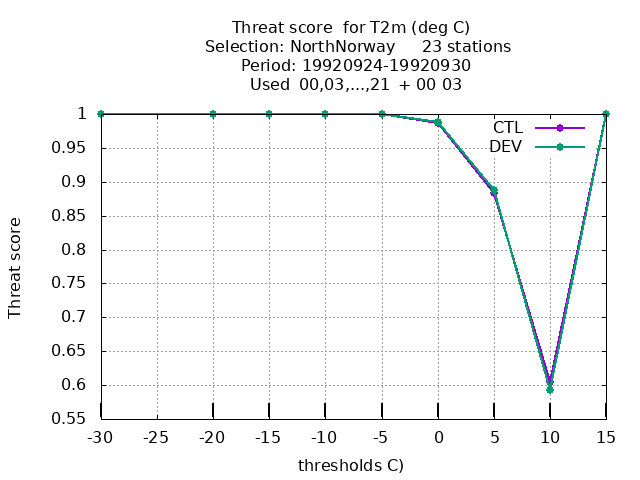 Threat score  for T2m (deg C)
Selection: NorthNorway     23 stations
Period: 19920924-19920930
Used  00,03,...,21  + 00 03
CTL
DEV
1
0.95
0.9
0.85
0.8
0.75
0.7
0.65
0.6
0.55
Threat score
-30 -25 -20 -15 -10 -5 0 5 10 15
thresholds C)